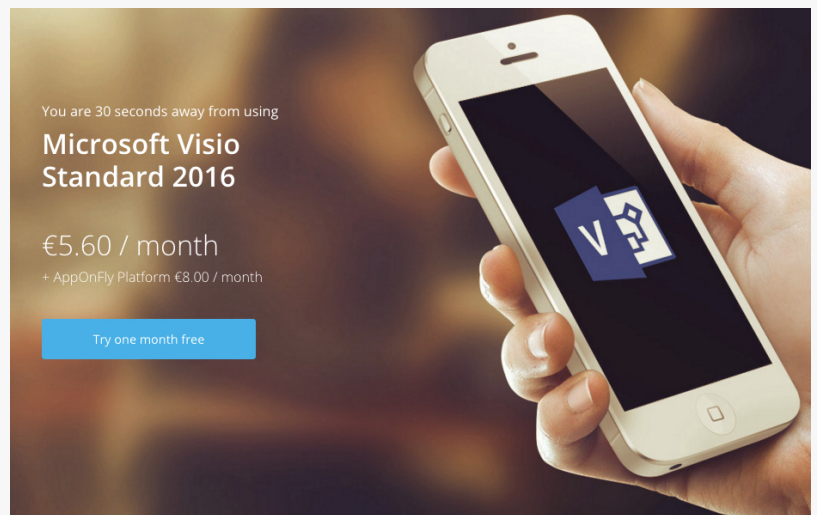 You are 30 seconds away from using
Microsoft Visio
Standard 2016
€5.60 / month
+ AppOnFly Platform €8.00 / month
Try one month free
V